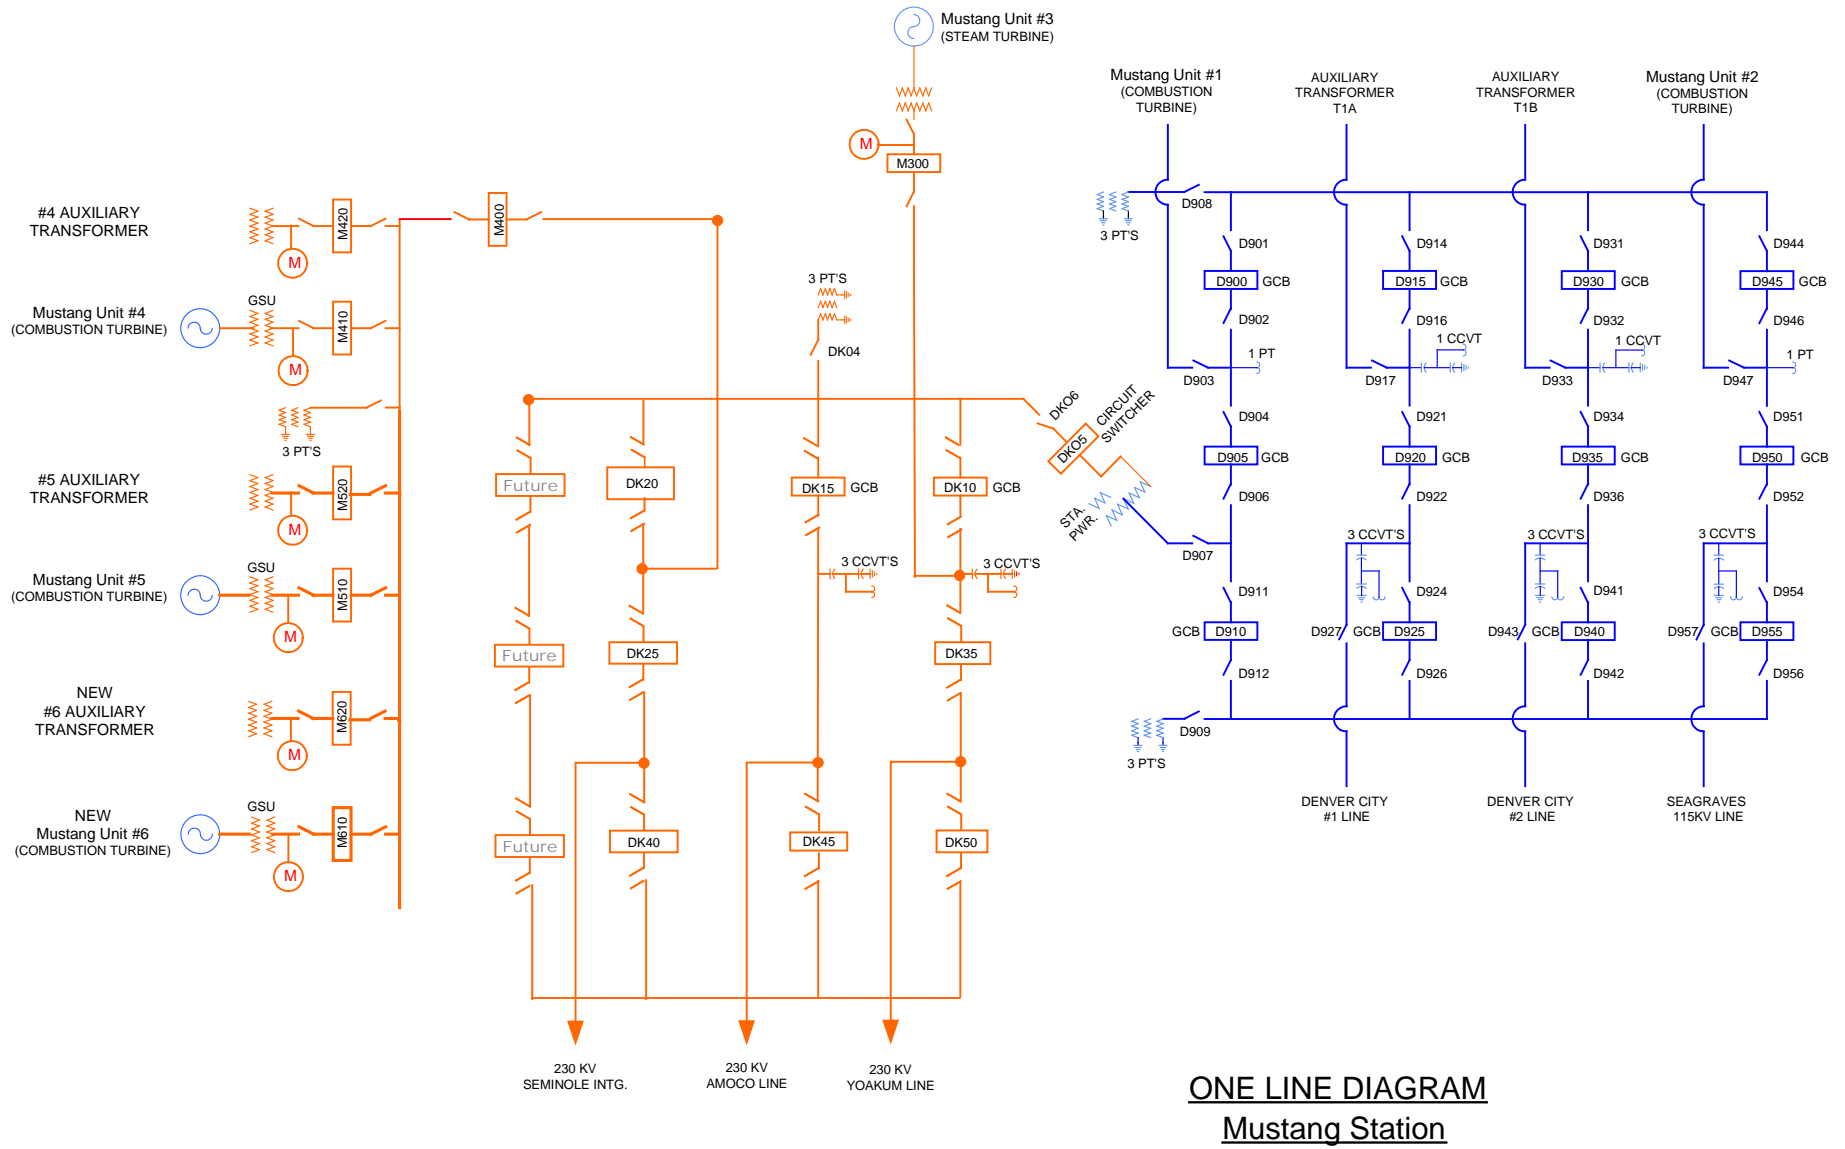 Mustang Unit #3
(STEAM TURBINE)
M
M300
Mustang Unit #1
(COMBUSTION
TURBINE)
AUXILIARY
TRANSFORMER
T1A
AUXILIARY
TRANSFORMER
T1B
Mustang Unit #2
(COMBUSTION
TURBINE)
#4 AUXILIARY
TRANSFORMER
M
M420
M400
Mustang Unit #4
(COMBUSTION TURBINE)
GSU
M
M410
3 PT'S
#5 AUXILIARY
TRANSFORMER
M
M520
Mustang Unit #5
(COMBUSTION TURBINE)
GSU
M
M510
NEW
#6 AUXILIARY
TRANSFORMER
M
M620
NEW
Mustang Unit #6
(COMBUSTION TURBINE)
GSU
M
M610
3 PT'S
DK04
Future
DK20
DK15
GCB
DK10
GCB
3 CCVT'S
3 CCVT'S
Future
DK25
DK35
Future
DK40
DK45
DK50
230 KV
SEMINOLE INTG.
230 KV
AMOCO LINE
230 KV
YOAKUM LINE
DKO6
DKO5
CIRCUIT
SWITCHER
STA.
PWR.
3 PT'S
D908
D901
D914
D931
D944
D900
GCB
D915
GCB
D930
GCB
D945
GCB
D902
D916
D932
D946
1 PT
1 CCVT
1 CCVT
1 PT
D903
D917
D933
D947
D904
D921
D934
D951
D905
GCB
D920
GCB
D935
GCB
D950
GCB
D906
D922
D936
D952
D907
3 CCVT'S
3 CCVT'S
3 CCVT'S
D911
D924
D941
D954
GCB
D910
D927
GCB
D925
D943
GCB
D940
D957
GCB
D955
D912
D926
D942
D956
D909
3 PT'S
DENVER CITY
#1 LINE
DENVER CITY
#2 LINE
SEAGRAVES
115KV LINE
ONE LINE DIAGRAM
Mustang Station